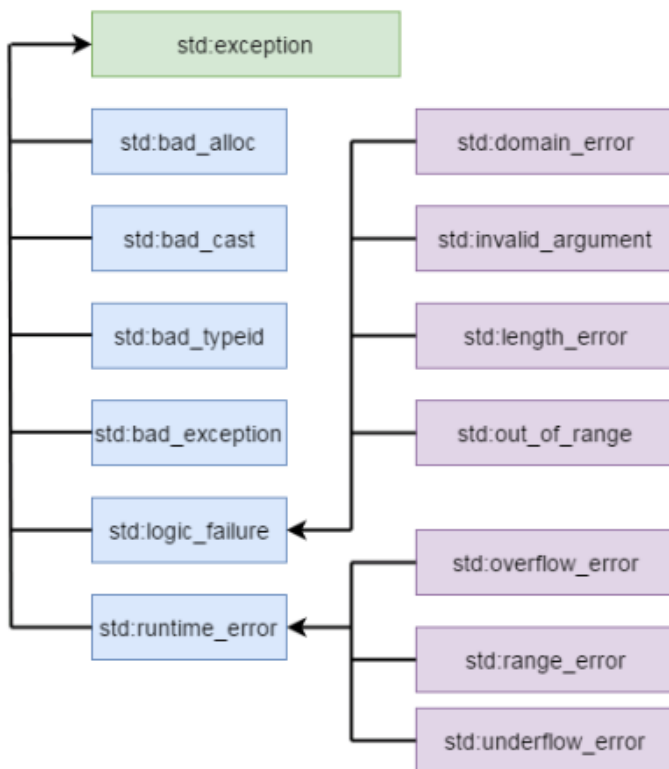 std:exception
std:bad_alloc
std:bad_cast
std:bad_typeid
std:bad_exception
std:logic_failure
std:runtime_error
std:domain_error
std:invalid_argument
std:length_error
std:out_of_range
std:overflow_error
std:range_error
std:underflow_error